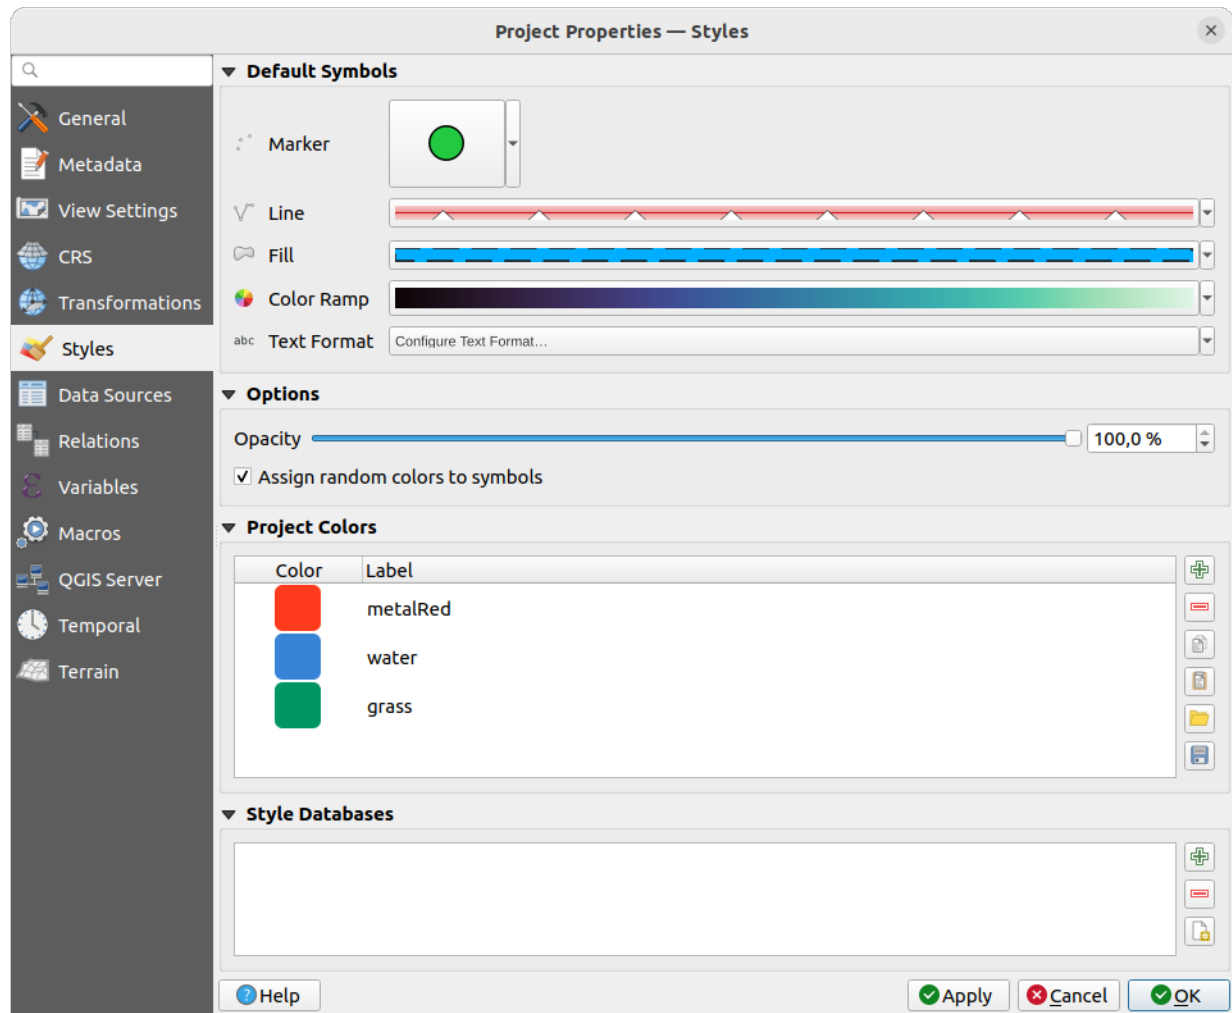 Project Properties — Styles
General
Metadata
View Settings
CRS
Transformations
Styles
Data Sources
Relations
Variables
Macros
QGIS Server
Temporal
Terrain
Default Symbols
Marker
Line
Fill
Color Ramp
abc Text Format Configure Text Format...
Options
Opacity 100,0 %
Assign random colors to symbols
Project Colors
Color Label
metalRed
water
grass
Style Databases
Help Apply Cancel OK